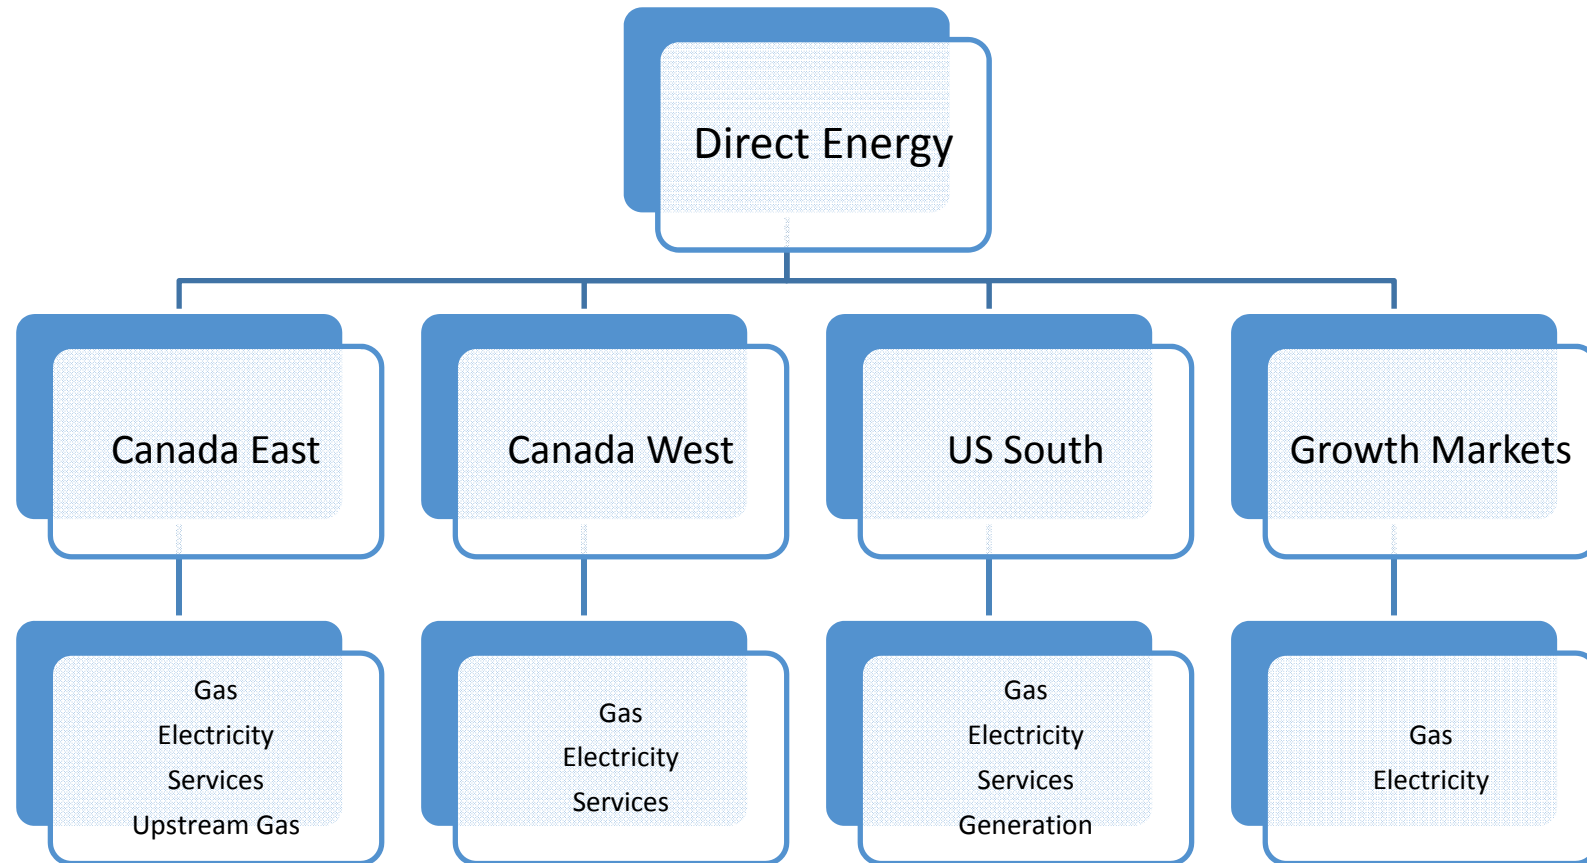 Direct Energy
Canada East
Canada West
US South
Growth Markets
Gas
Electricity
Services
Upstream Gas
Gas
Electricity
Services
Gas
Electricity
Services
Generation
Gas
Electricity